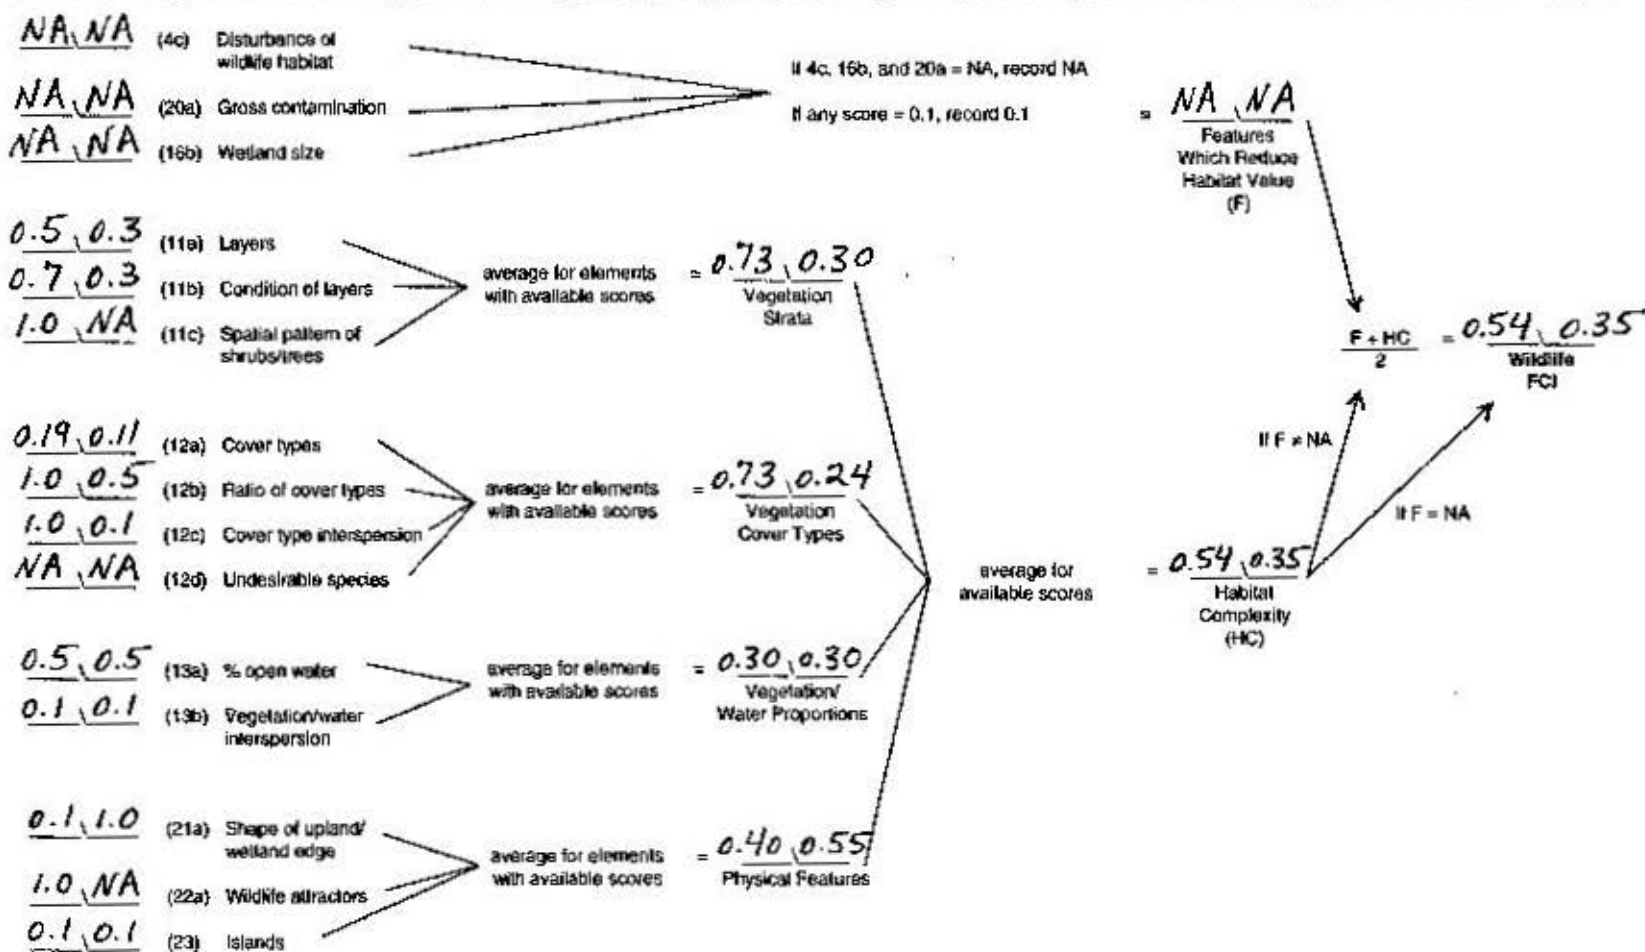 NA\NA (4c) Disturbance of
wildlife habitat
NA\NA (20a) Gross contamination
NA\NA (16b) Wetland size
If 4c, 16b, and 20a = NA, record NA
If any score = 0.1, record 0.1
= NA\NA
Features
Which Reduce
Habitat Value
(F)
0.5\0.3 (11a) Layers
0.7\0.3 (11b) Condition of layers
1.0\NA (11c) Spatial pattern of
shrubs/trees
average for elements
with available scores
= 0.73\0.30
Vegetation
Strata
F + HC
2
= 0.54\0.35
Wildlife
FCI
0.19\0.11 (12a) Cover types
1.0\0.5 (12b) Ratio of cover types
1.0\0.1 (12c) Cover type interspersion
NA\NA (12d) Undesirable species
average for elements
with available scores
= 0.73\0.24
Vegetation
Cover Types
If F ≠ NA
If F = NA
average for
available scores
= 0.54\0.35
Habitat
Complexity
(HC)
0.5\0.5 (13a) % open water
0.1\0.1 (13b) Vegetation/water
interspersion
average for elements
with available scores
= 0.30\0.30
Vegetation/
Water Proportions
0.1\1.0 (21a) Shape of upland/
wetland edge
1.0\NA (22a) Wildlife attractors
0.1\0.1 (23) Islands
average for elements
with available scores
= 0.40\0.55
Physical Features